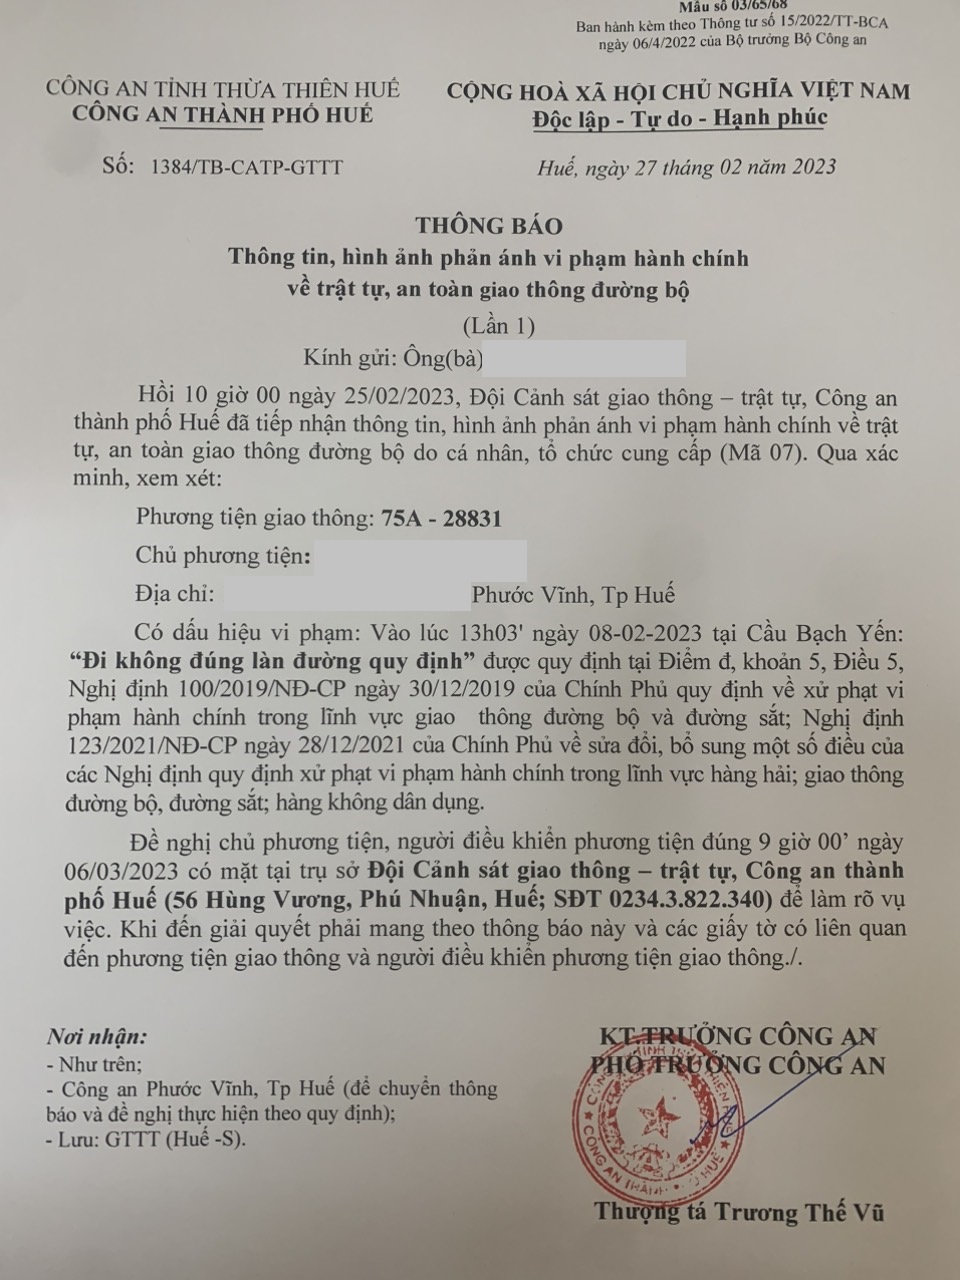 Mẫu số 03/65/68
Ban hành kèm theo Thông tư số 15/2022/TT-BCA
ngày 06/4/2022 của Bộ trưởng Bộ Công an
CÔNG AN TỈNH THỪA THIÊN HUẾ
CÔNG AN THÀNH PHỐ HUẾ
CỘNG HOÀ XÃ HỘI CHỦ NGHĨA VIỆT NAM
Độc lập - Tự do - Hạnh phúc
Số: 1384/TB-CATP-GTTT
Huế, ngày 27 tháng 02 năm 2023
THÔNG BÁO
Thông tin, hình ảnh phản ánh vi phạm hành chính
về trật tự, an toàn giao thông đường bộ
(Lần 1)
Kính gửi: Ông(bà)
Hồi 10 giờ 00 ngày 25/02/2023, Đội Cảnh sát giao thông – trật tự, Công an
thành phố Huế đã tiếp nhận thông tin, hình ảnh phản ánh vi phạm hành chính về trật
tự, an toàn giao thông đường bộ do cá nhân, tổ chức cung cấp (Mã 07). Qua xác
minh, xem xét:
Phương tiện giao thông: 75A - 28831
Chủ phương tiện:
Địa chỉ: Phước Vĩnh, Tp Huế
Có dấu hiệu vi phạm: Vào lúc 13h03' ngày 08-02-2023 tại Cầu Bạch Yến:
“Đi không đúng làn đường quy định” được quy định tại Điểm đ, khoản 5, Điều 5,
Nghị định 100/2019/NĐ-CP ngày 30/12/2019 của Chính Phủ quy định về xử phạt vi
phạm hành chính trong lĩnh vực giao thông đường bộ và đường sắt; Nghị định
123/2021/NĐ-CP ngày 28/12/2021 của Chính Phủ về sửa đổi, bổ sung một số điều của
các Nghị định quy định xử phạt vi phạm hành chính trong lĩnh vực hàng hải; giao thông
đường bộ, đường sắt; hàng không dân dụng.
Đề nghị chủ phương tiện, người điều khiển phương tiện đúng 9 giờ 00’ ngày
06/03/2023 có mặt tại trụ sở Đội Cảnh sát giao thông – trật tự, Công an thành
phố Huế (56 Hùng Vương, Phú Nhuận, Huế; SĐT 0234.3.822.340) để làm rõ vụ
việc. Khi đến giải quyết phải mang theo thông báo này và các giấy tờ có liên quan
đến phương tiện giao thông và người điều khiển phương tiện giao thông./.
Nơi nhận:
- Như trên;
- Công an Phước Vĩnh, Tp Huế (để chuyển thông
báo và đề nghị thực hiện theo quy định);
- Lưu: GTTT (Huế -S).
KT.TRƯỞNG CÔNG AN
PHÓ TRƯỞNG CÔNG AN
CÔNG AN THÀNH
Thượng tá Trương Thế Vũ